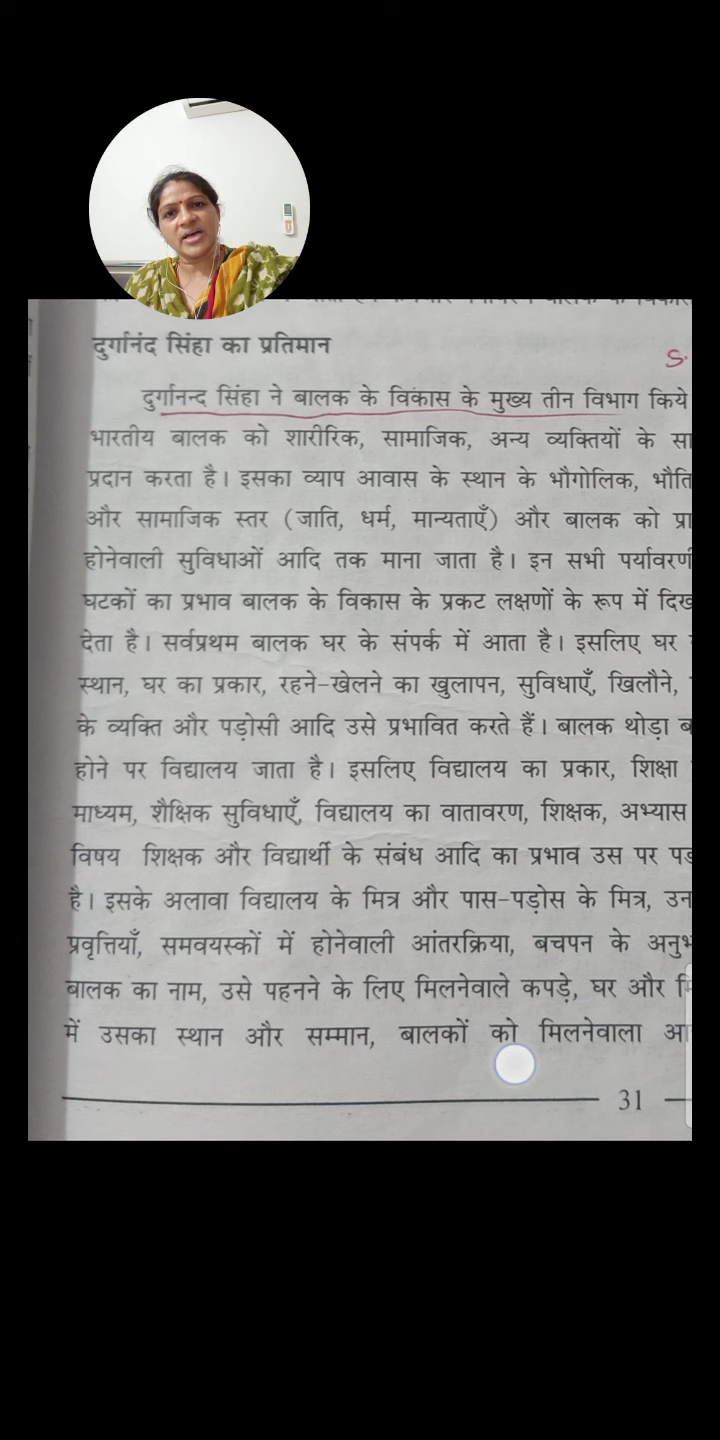 दुर्गानंद सिंहा का प्रतिमान
S.
दुर्गानन्द सिंहा ने बालक के विकास के मुख्य तीन विभाग किये
भारतीय बालक को शारीरिक, सामाजिक, अन्य व्यक्तियों के
प्रदान करता है। इसका व्याप आवास के स्थान के भौगोलिक,
और सामाजिक स्तर (जाति, धर्म, मान्यताएँ) और बालक को
होनेवाली सुविधाओं आदि तक माना जाता है। इन सभी
घटकों का प्रभाव बालक के विकास के प्रकट लक्षणों के रूप में
देता है। सर्वप्रथम बालक घर के संपर्क में आता है। इसलिए घर
स्थान, घर का प्रकार, रहने-खेलने का खुलापन, सुविधाएँ, खिलौने,
के व्यक्ति और पड़ोसी आदि उसे प्रभावित करते हैं। बालक थोड़ा
होने पर विद्यालय जाता है। इसलिए विद्यालय का प्रकार, शिक्षा
माध्यम, शैक्षिक सुविधाएँ, विद्यालय का वातावरण, शिक्षक, अभ्यास
विषय शिक्षक और विद्यार्थी के संबंध आदि का प्रभाव उस पर
है। इसके अलावा विद्यालय के मित्र और पास-पड़ोस के मित्र,
प्रवृत्तियाँ, समवयस्कों में होनेवाली आंतरक्रिया, बचपन के
बालक का नाम, उसे पहनने के लिए मिलनेवाले कपड़े, घर और
में उसका स्थान और सम्मान, बालकों को मिलनेवाला
31